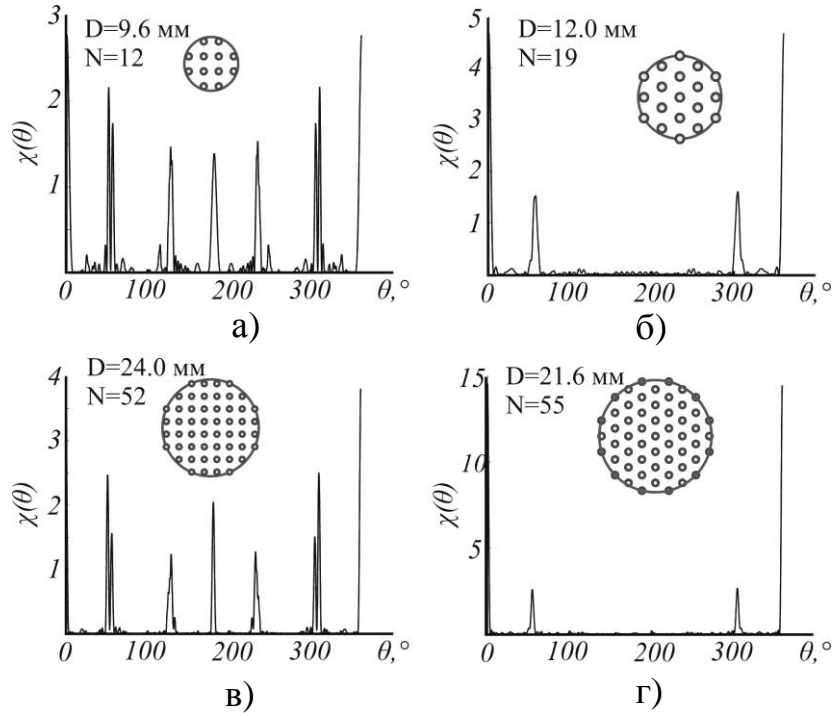 3
D=9.6 мм
N=12
2
χ(θ)
1
0 100 200 300 θ,°
а)
5
D=12.0 мм
N=19
4
3
χ(θ)
2
1
0 100 200 300 θ,°
б)
4
D=24.0 мм
N=52
3
χ(θ)
2
1
0 100 200 300 θ,°
в)
15
D=21.6 мм
N=55
10
χ(θ)
5
0 100 200 300 θ,°
г)